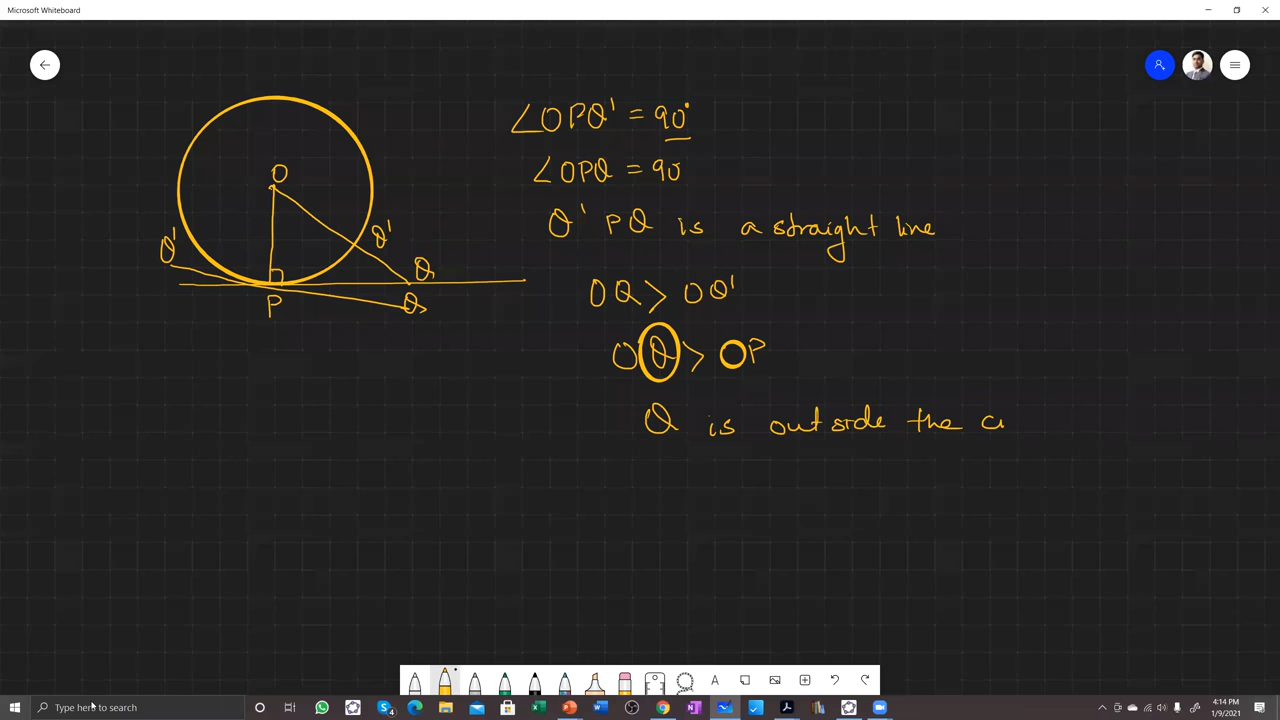 Microsoft Whiteboard
∠OPQ' = 90°
∠OPQ = 90
Q' PQ is a straight line
OQ > OQ'
OQ > OP
Q is outside the c
O
Q'
Q'
Q
P
Q
A
Type here to search
4
4:14 PM
1/9/2021